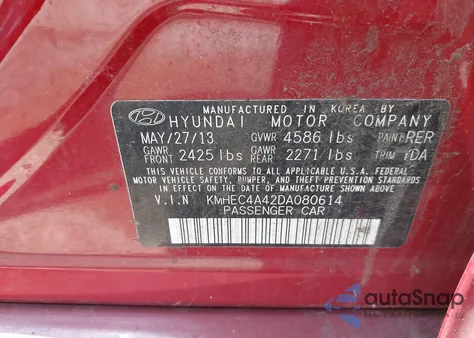 MANUFACTURED IN KOREA BY
HYUNDAI MOTOR COMPANY
MAY/27/13 GVWR 4586 lbs PAINT RER
GAWR FRONT 2425 lbs GAWR REAR 2271 lbs TRIM TDA
THIS VEHICLE CONFORMS TO ALL APPLICABLE U.S.A. FEDERAL
MOTOR VEHICLE SAFETY, BUMPER, AND THEFT PREVENTION
STANDARDS IN EFFECT ON THE DATE OF MANUFACTURE
SHOWN ABOVE.
V.I.N KMHEC4A42DA080614
PASSENGER CAR
autoSnap